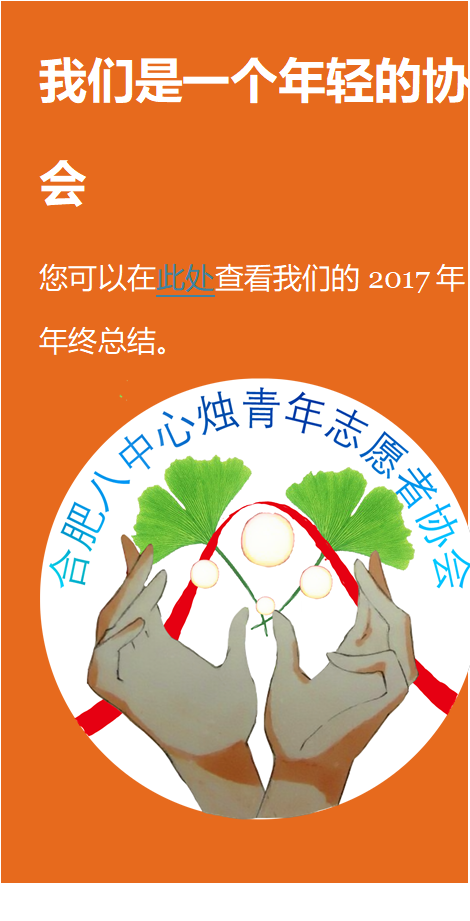 我们是一个年轻的协
会
您可以在此处查看我们的 2017 年
年终总结。
合肥八中心烛青年志愿者协会